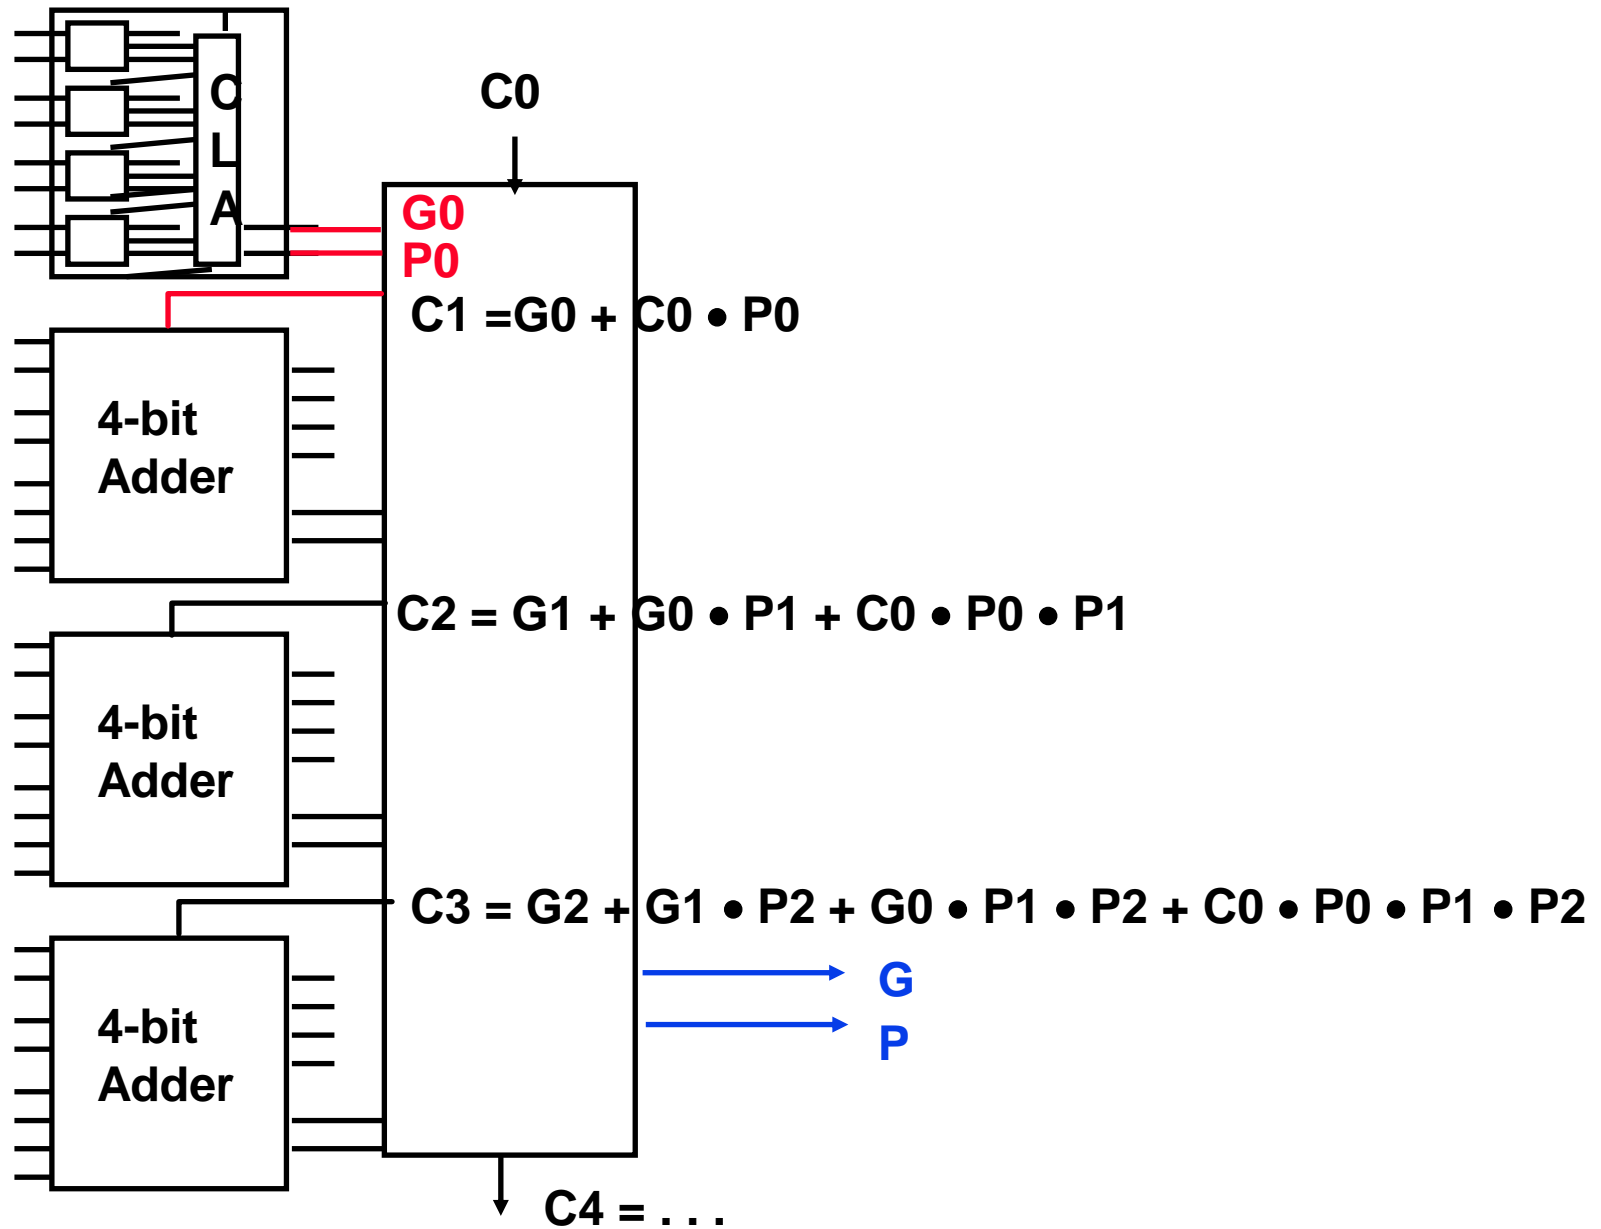 C
L
A
C0
G0
P0
C1 =G0 + C0 • P0
4-bit
Adder
C2 = G1 + G0 • P1 + C0 • P0 • P1
4-bit
Adder
C3 = G2 + G1 • P2 + G0 • P1 • P2 + C0 • P0 • P1 • P2
G
P
4-bit
Adder
C4 = . . .